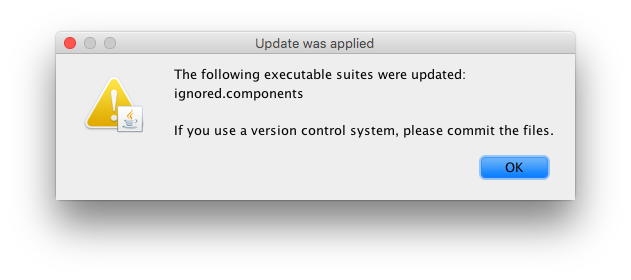 Update was applied
The following executable suites were updated:
ignored.components
If you use a version control system, please commit the files.
OK